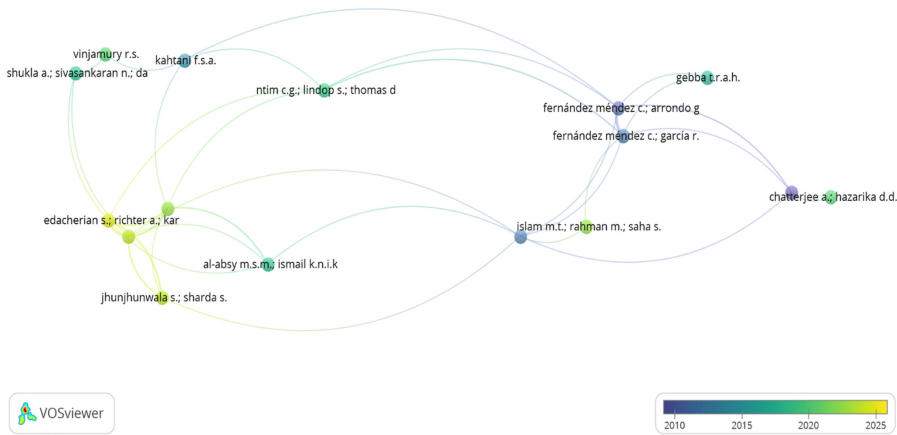 vinjamury r.s.
kahtani f.s.a.
shukla a.; sivasankaran n.; da
gebba t.r.a.h.
ntim c.g.; lindop s.; thomas d
fernández méndez c.; arrondo g
fernández méndez c.; garcía r.
chatterjee a.; hazarika d.d.
edacherian s.; richter a.; kar
islam m.t.; rahman m.; saha s.
al-absy m.s.m.; ismail k.n.i.k
jhunjhunwala s.; sharda s.
VOSviewer
2010 2015 2020 2025